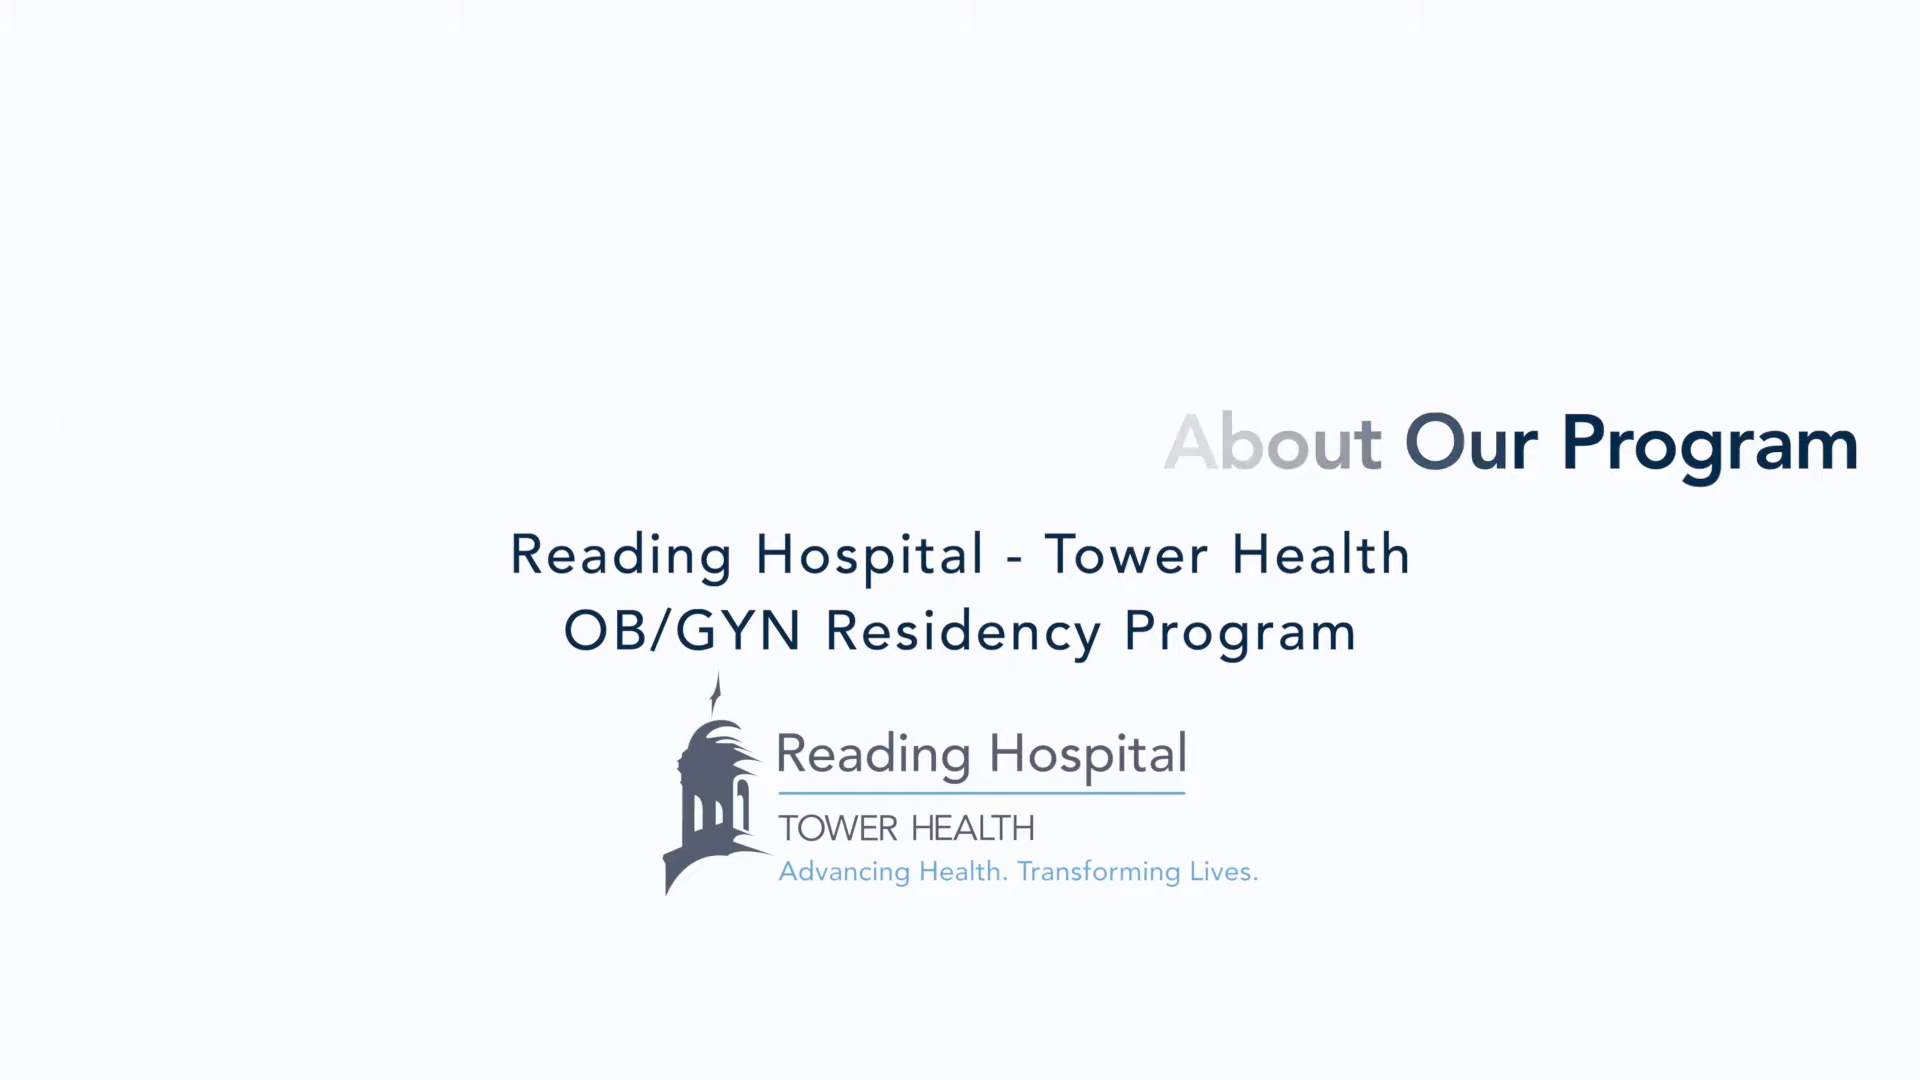 About Our Program
Reading Hospital - Tower Health
OB/GYN Residency Program
Reading Hospital
TOWER HEALTH
Advancing Health. Transforming Lives.